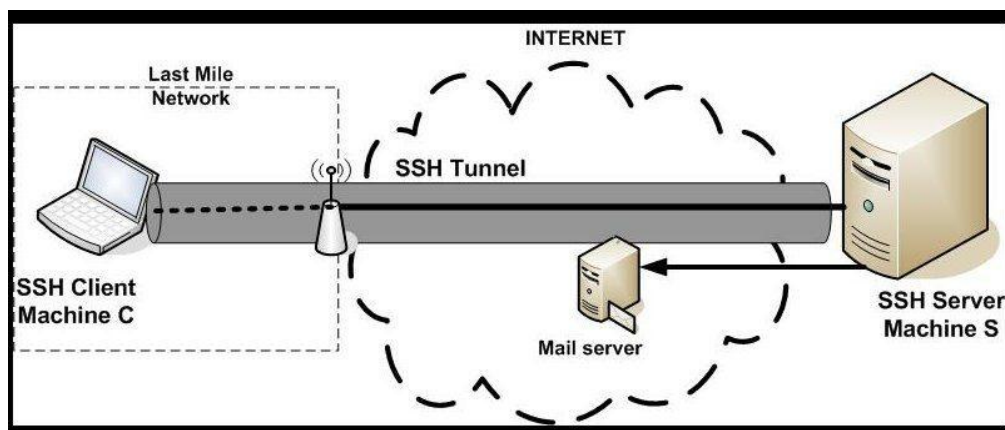 INTERNET
Last Mile
Network
SSH Tunnel
SSH Client
Machine C
Mail server
SSH Server
Machine S